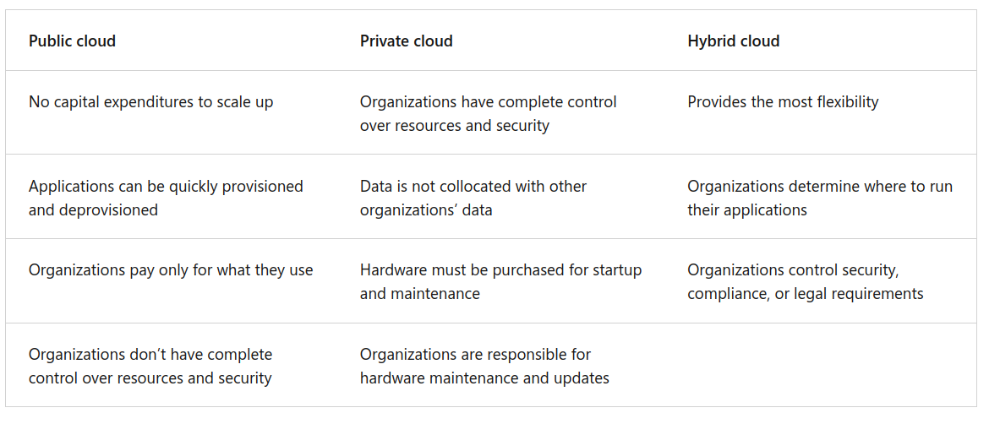 Public cloud
Private cloud
Hybrid cloud
No capital expenditures to scale up
Organizations have complete control
over resources and security
Provides the most flexibility
Applications can be quickly provisioned
and deprovisioned
Data is not collocated with other
organizations’ data
Organizations determine where to run
their applications
Organizations pay only for what they use
Hardware must be purchased for startup
and maintenance
Organizations control security,
compliance, or legal requirements
Organizations don’t have complete
control over resources and security
Organizations are responsible for
hardware maintenance and updates